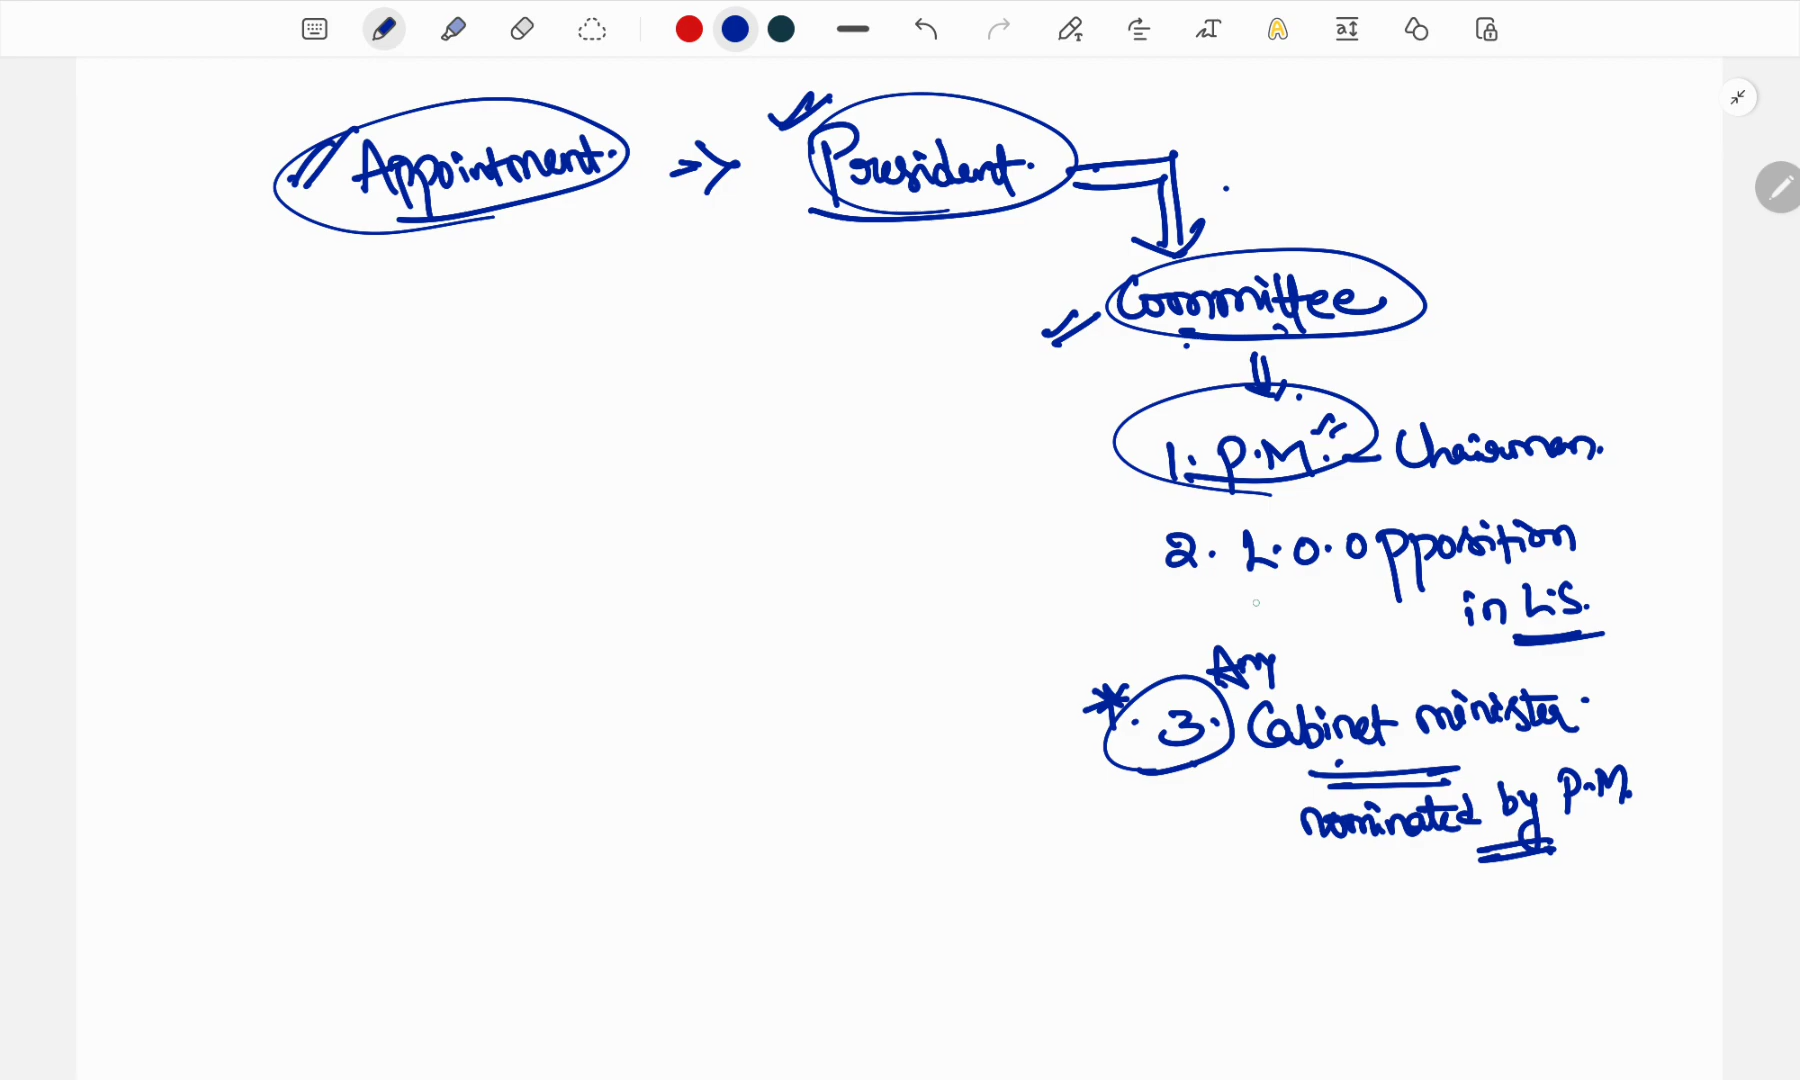 Appointment. => President.
Committee
1. P.M. - Chairman.
2. L.O. Opposition
in L.S.
Any
3. Cabinet minister.
nominated by P.M.